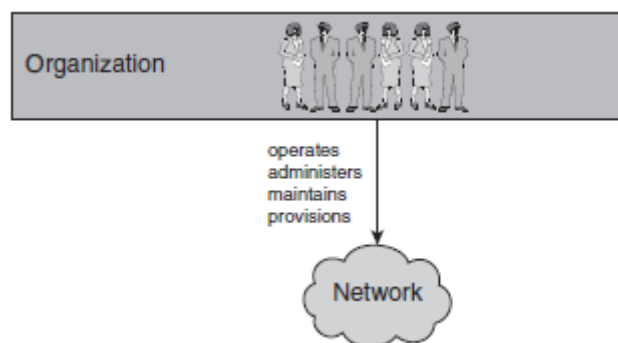 Organization
operates
administers
maintains
provisions
Network